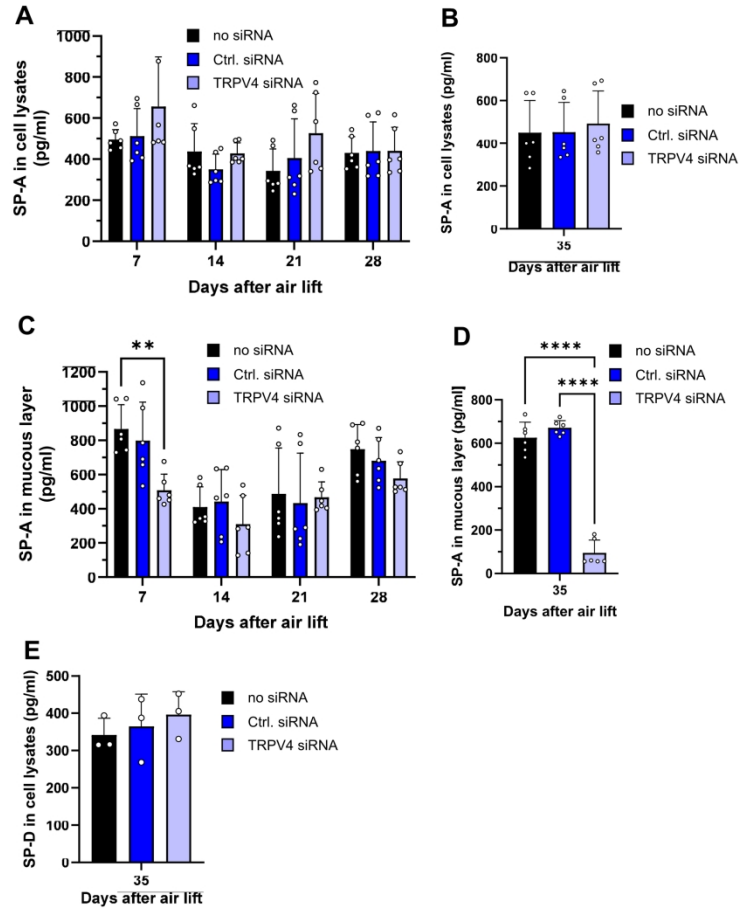 A
SP-A in cell lysates
(pg/ml)
1000
800
600
400
200
0
no siRNA
Ctrl. siRNA
TRPV4 siRNA
7 14 21 28
Days after air lift
B
SP-A in cell lysates (pg/ml)
800
600
400
200
0
no siRNA
Ctrl. siRNA
TRPV4 siRNA
35
Days after air lift
C
SP-A in mucous layer
(pg/ml)
1200
1000
800
600
400
200
0
**
no siRNA
Ctrl. siRNA
TRPV4 siRNA
7 14 21 28
Days after air lift
D
SP-A in mucous layer (pg/ml]
800
600
400
200
0
****
****
no siRNA
Ctrl. siRNA
TRPV4 siRNA
35
Days after air lift
E
SP-D in cell lysates (pg/ml)
500
400
300
200
100
0
no siRNA
Ctrl. siRNA
TRPV4 siRNA
35
Days after air lift